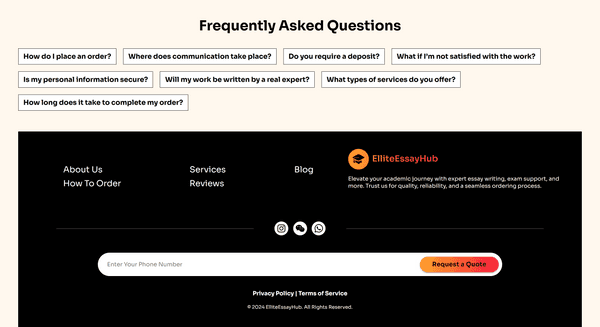 Frequently Asked Questions
How do I place an order? Where does communication take place? Do you require a deposit? What if I'm not satisfied with the work?
Is my personal information secure? Will my work be written by a real expert? What types of services do you offer?
How long does it take to complete my order?
ElliteEssayHub
About Us Services Blog
How To Order Reviews
Elevate your academic journey with expert essay writing, exam support, and
more. Trust us for quality, reliability, and a seamless ordering process.
Enter Your Phone Number Request a Quote
Privacy Policy | Terms of Service
© 2024 ElliteEssayHub. All Rights Reserved.